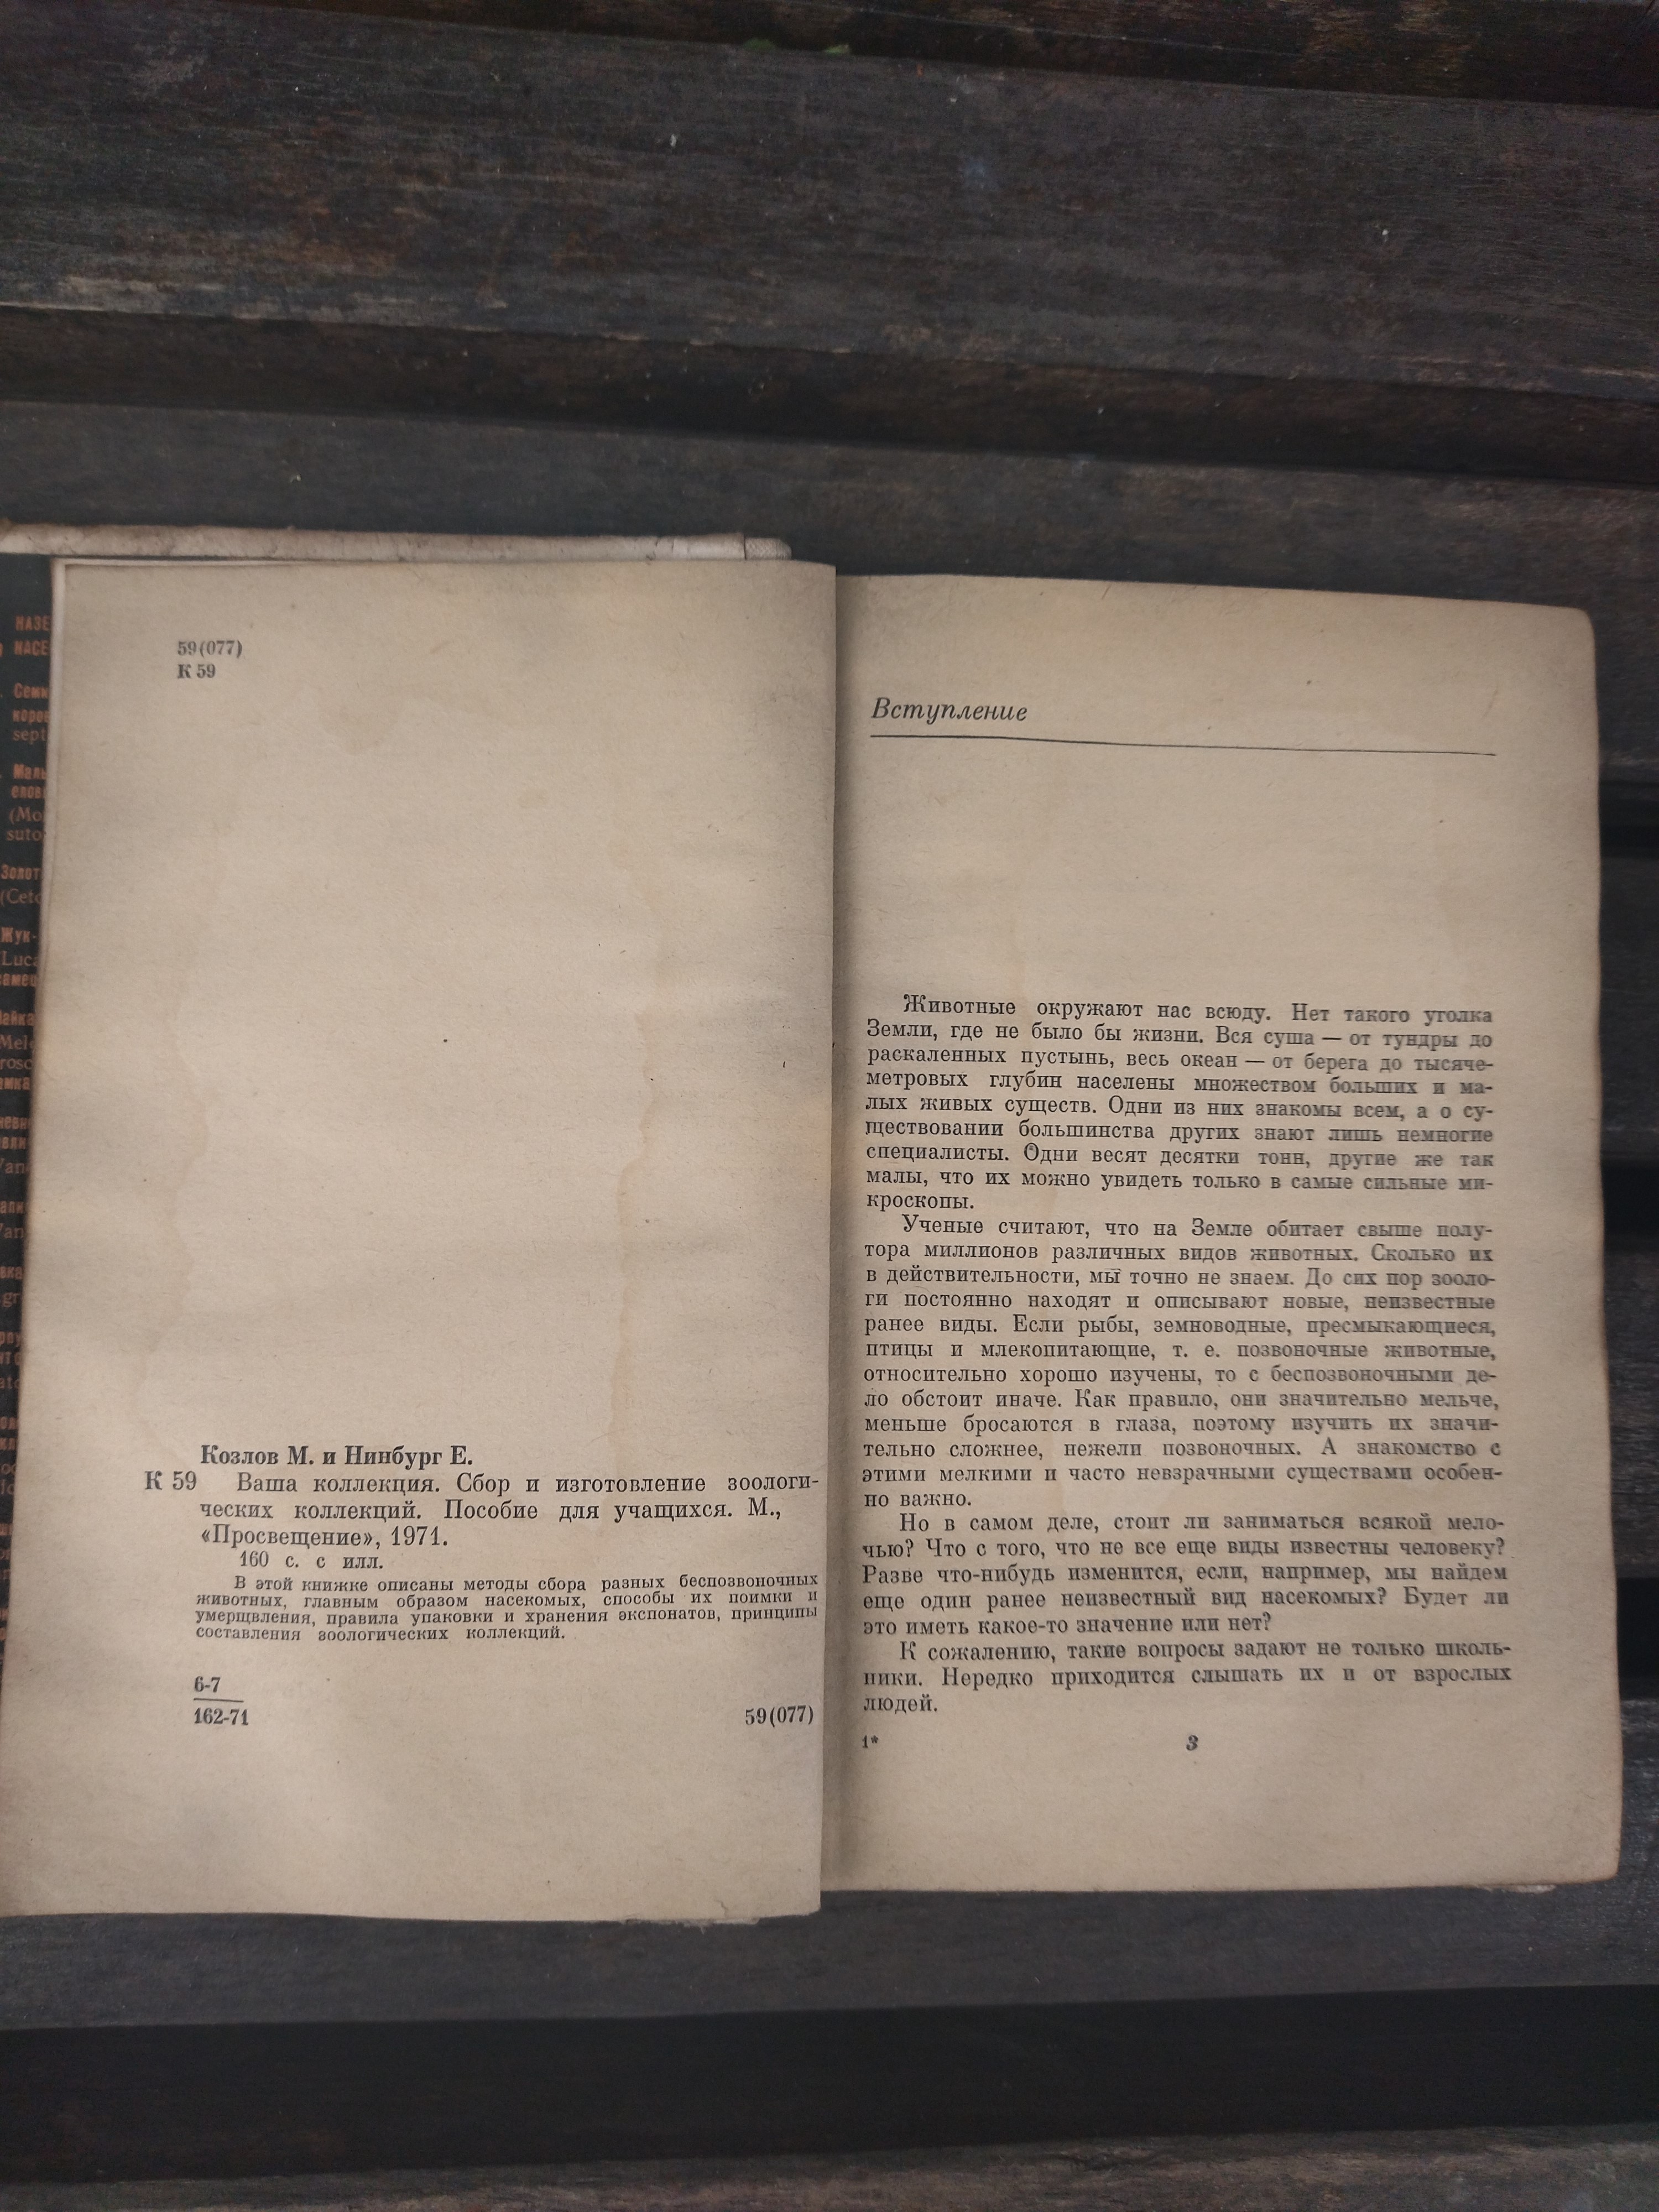 59(077)
К 59
Козлов М. и Нинбург Е.
К 59 Ваша коллекция. Сбор и изготовление зоологи-
ческих коллекций. Пособие для учащихся. М.,
«Просвещение», 1971.
160 с. с илл.
В этой книжке описаны методы сбора разных беспозвоночных
животных, главным образом насекомых, способы их поимки и
умерщвления, правила упаковки и хранения экспонатов, принципы
составления зоологических коллекций.
6-7
162-71
59(077)
Вступление
Животные окружают нас всюду. Нет такого уголка
Земли, где не было бы жизни. Вся суша — от тундры до
раскаленных пустынь, весь океан — от берега до тысяче-
метровых глубин населены множеством больших и ма-
лых живых существ. Одни из них знакомы всем, а о су-
ществовании большинства других знают лишь немногие
специалисты. Одни весят десятки тонн, другие же так
малы, что их можно увидеть только в самые сильные ми-
кроскопы.
Ученые считают, что на Земле обитает свыше полу-
тора миллионов различных видов животных. Сколько их
в действительности, мы точно не знаем. До сих пор зооло-
ги постоянно находят и описывают новые, неизвестные
ранее виды. Если рыбы, земноводные, пресмыкающиеся,
птицы и млекопитающие, т. е. позвоночные животные,
относительно хорошо изучены, то с беспозвоночными де-
ло обстоит иначе. Как правило, они значительно мельче,
меньше бросаются в глаза, поэтому изучить их значи-
тельно сложнее, нежели позвоночных. А знакомство с
этими мелкими и часто невзрачными существами особен-
но важно.
Но в самом деле, стоит ли заниматься всякой мело-
чью? Что с того, что не все еще виды известны человеку?
Разве что-нибудь изменится, если, например, мы найдем
еще один ранее неизвестный вид насекомых? Будет ли
это иметь какое-то значение или нет?
К сожалению, такие вопросы задают не только школь-
ники. Нередко приходится слышать их и от взрослых
людей.
1*
3